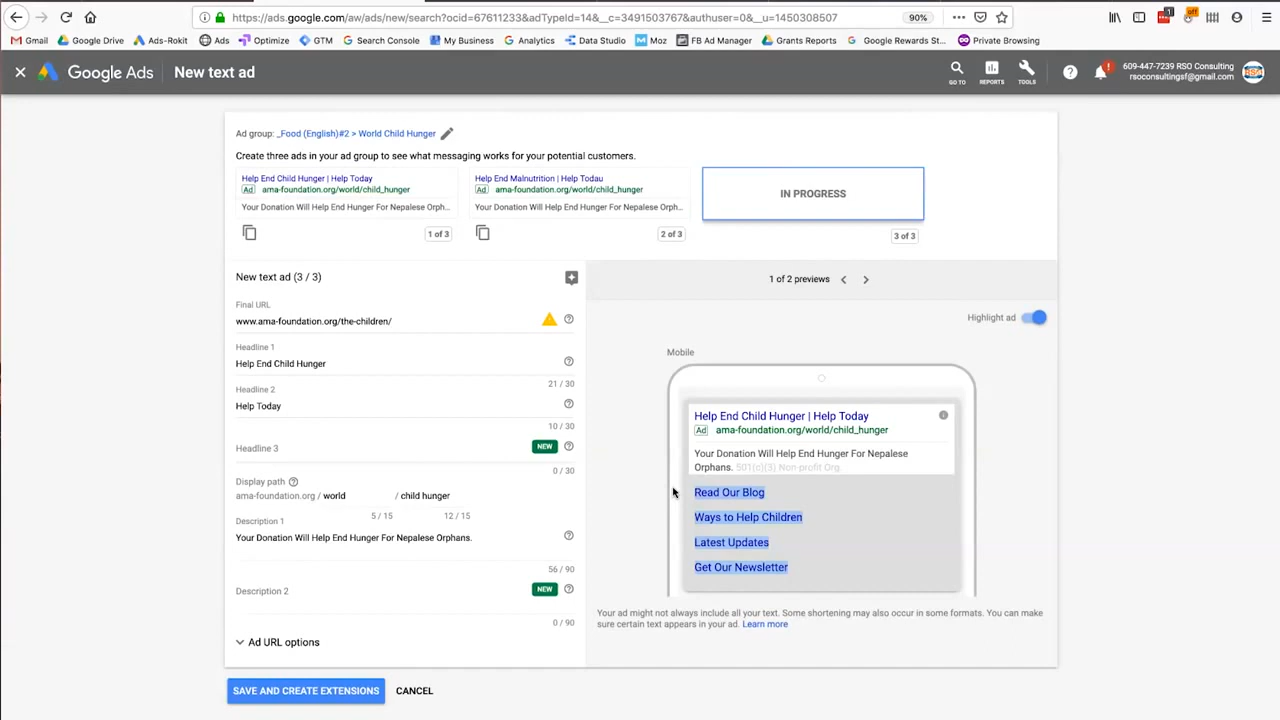 https://ads.google.com/aw/ads/new/search?ocid=67611233&adTypeId=14&__c=3491503767&authuser=0&__u=1450308507
90%
Gmail
Google Drive
Ads-Rokit
Ads
Optimize
GTM
Search Console
My Business
Analytics
Data Studio
Moz
FB Ad Manager
Grants Reports
Google Rewards St...
Private Browsing
Google Ads
New text ad
GO TO
REPORTS
TOOLS
609-447-7239 RSO Consulting
rsoconsultingsf@gmail.com
Ad group: _Food (English)#2 > World Child Hunger
Create three ads in your ad group to see what messaging works for your potential customers.
Help End Child Hunger | Help Today
Ad ama-foundation.org/world/child_hunger
Your Donation Will Help End Hunger For Nepalese Orph...
1 of 3
Help End Malnutrition | Help Todau
Ad ama-foundation.org/world/child_hunger
Your Donation Will Help End Hunger For Nepalese Orph...
2 of 3
IN PROGRESS
3 of 3
New text ad (3 / 3)
Final URL
www.ama-foundation.org/the-children/
Headline 1
Help End Child Hunger
21 / 30
Headline 2
Help Today
10 / 30
Headline 3
NEW
0 / 30
Display path
ama-foundation.org / world / child hunger
5 / 15
12 / 15
Description 1
Your Donation Will Help End Hunger For Nepalese Orphans.
56 / 90
Description 2
NEW
0 / 90
Ad URL options
1 of 2 previews
Highlight ad
Mobile
Help End Child Hunger | Help Today
Ad ama-foundation.org/world/child_hunger
Your Donation Will Help End Hunger For Nepalese
Orphans. 501(c)(3) Non-profit Org.
Read Our Blog
Ways to Help Children
Latest Updates
Get Our Newsletter
Your ad might not always include all your text. Some shortening may also occur in some formats. You can make
sure certain text appears in your ad. Learn more
SAVE AND CREATE EXTENSIONS
CANCEL